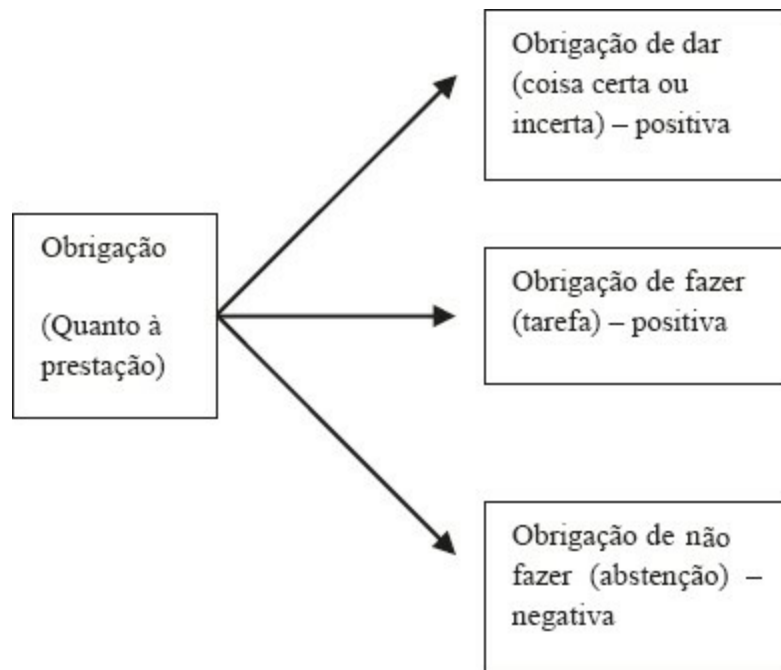 Obrigação
(Quanto à
prestação)
Obrigação de dar
(coisa certa ou
incerta) – positiva
Obrigação de fazer
(tarefa) – positiva
Obrigação de não
fazer (abstenção) –
negativa